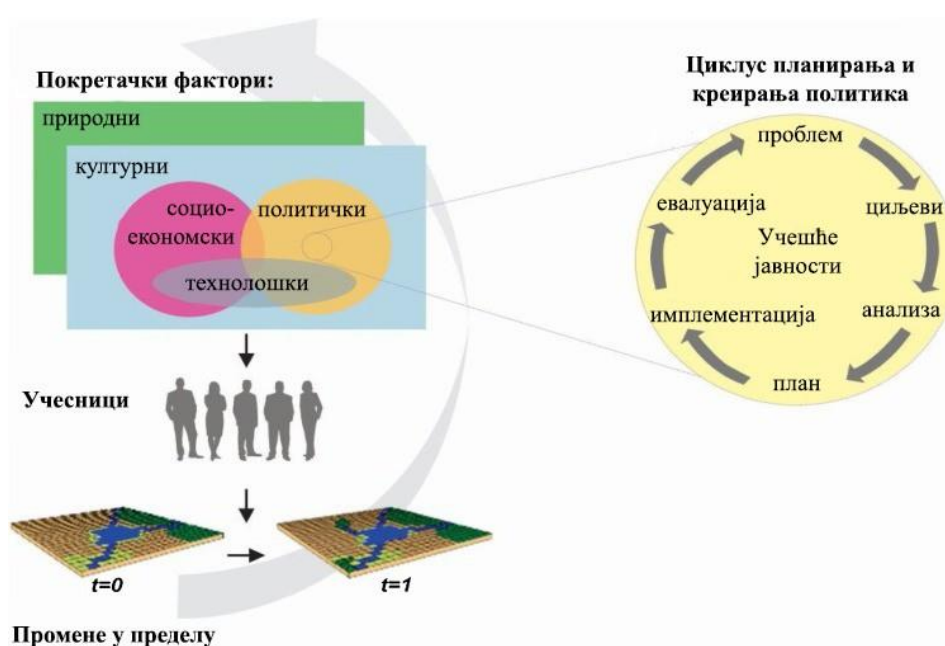 Покретачки фактори:
природни
културни
социо-
економски
политички
технолошки
Учесници
t=0
t=1
Промене у пределу
Циклус планирања и
креирања политика
проблем
циљеви
анализа
план
имплементација
евалуација
Учешће
јавности